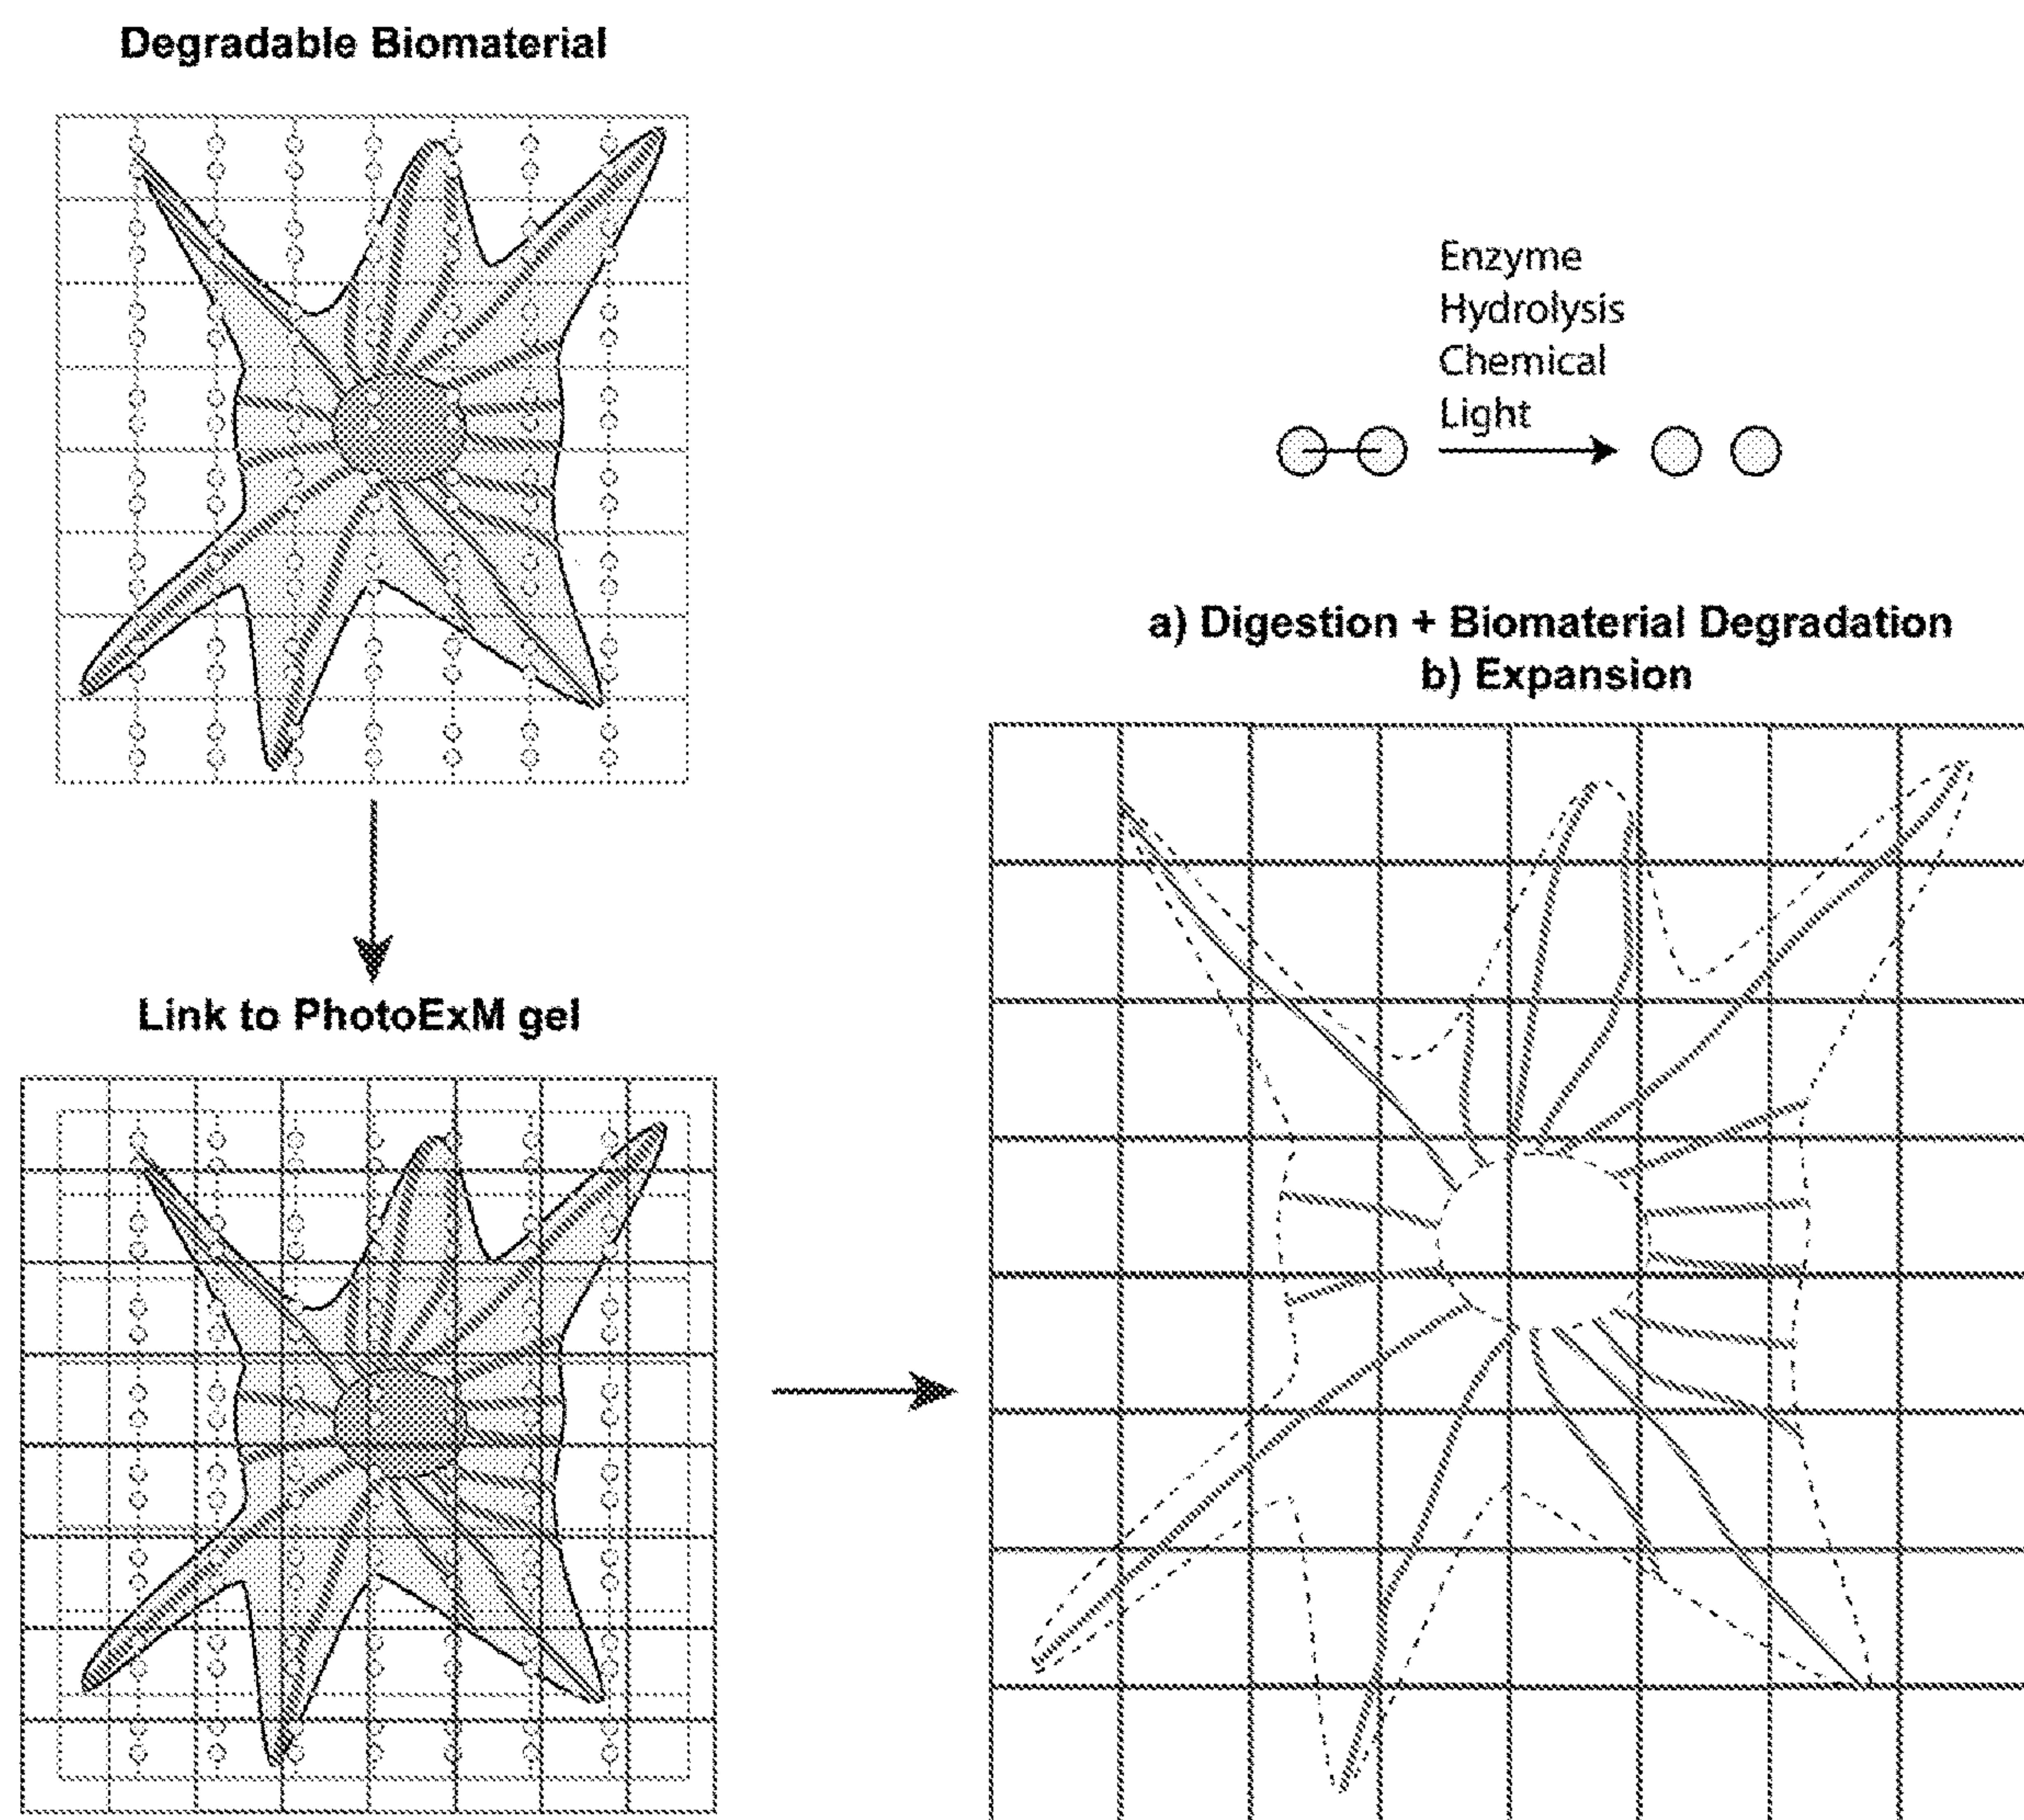 Degradable Biomaterial
Enzyme
Hydrolysis
Chemical
Light
a) Digestion + Biomaterial Degradation
b) Expansion
Link to PhotoExM gel